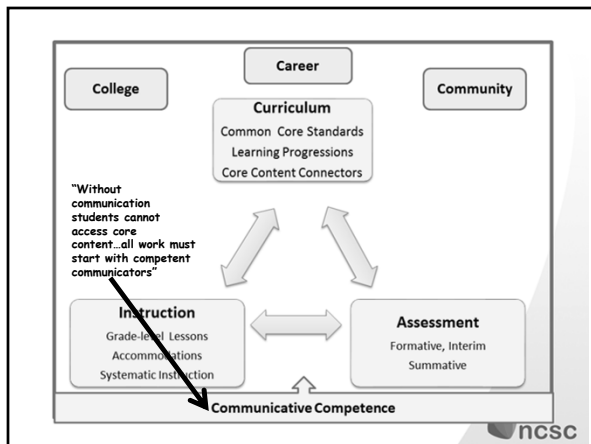 College
Career
Community
Curriculum
Common Core Standards
Learning Progressions
Core Content Connectors
"Without
communication
students cannot
access core
content...all work must
start with competent
communicators"
Instruction
Grade-level Lessons
Accommodations
Systematic Instruction
Assessment
Formative, Interim
Summative
Communicative Competence
ncsc